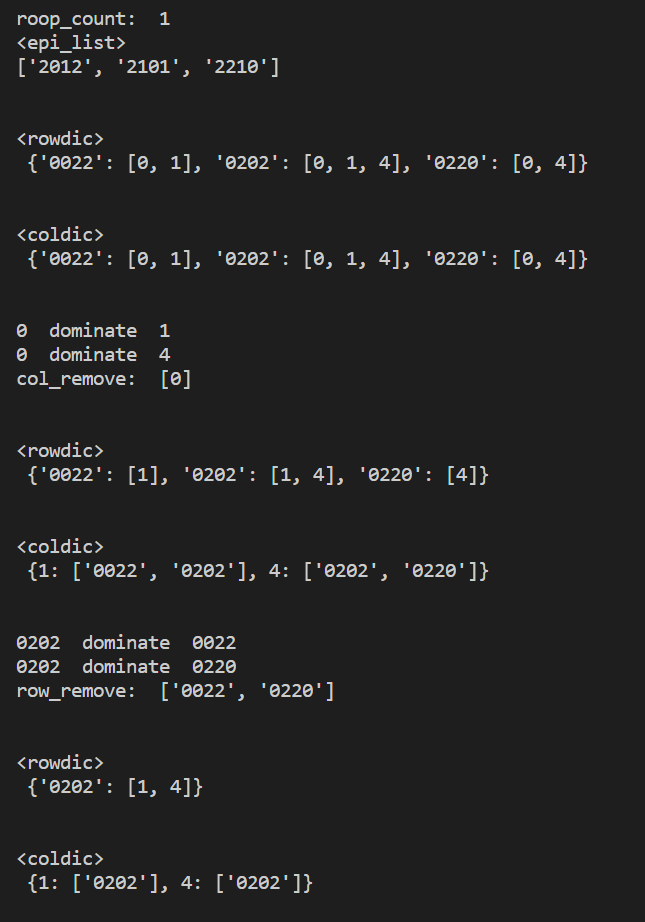 roop_count:  1
<epi_list>
['2012', '2101', '2210']
<rowdic>
{'0022': [0, 1], '0202': [0, 1, 4], '0220': [0, 4]}
<coldic>
{'0022': [0, 1], '0202': [0, 1, 4], '0220': [0, 4]}
0  dominate  1
0  dominate  4
col_remove:  [0]
<rowdic>
{'0022': [1], '0202': [1, 4], '0220': [4]}
<coldic>
{1: ['0022', '0202'], 4: ['0202', '0220']}
0202  dominate  0022
0202  dominate  0220
row_remove:  ['0022', '0220']
<rowdic>
{'0202': [1, 4]}
<coldic>
{1: ['0202'], 4: ['0202']}